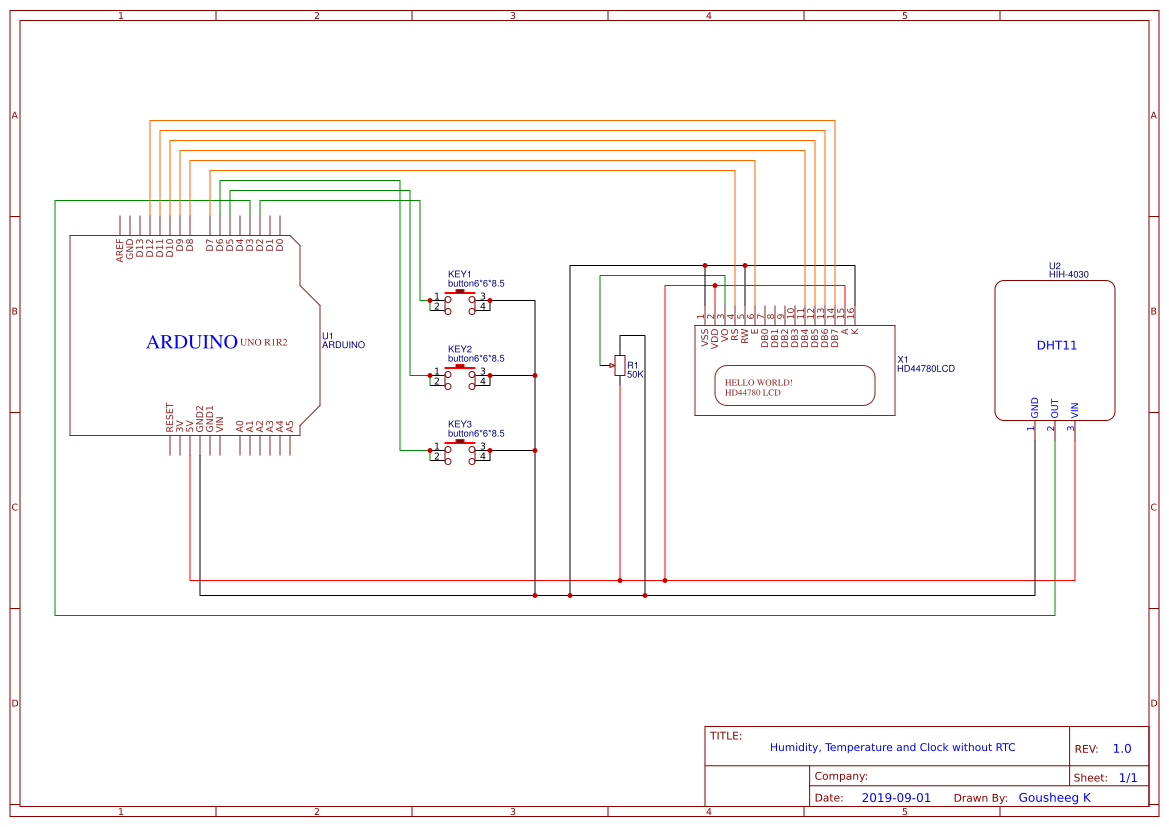 1 2 3 4 5
A A
AREF GND D13 D12 D11 D10 D9 D8 D7 D6 D5 D4 D3 D2 D1 D0
ARDUINO UNO R1R2
U1
ARDUINO
RESET 3V 5V GND2 GND1 VIN A0 A1 A2 A3 A4 A5
B B
KEY1
button6*6*8.5
1 3
2 4
KEY2
button6*6*8.5
1 3
2 4
KEY3
button6*6*8.5
1 3
2 4
R1
50K
1 2 3 4 5 6 7 8 9 10 11 12 13 14 15 16
VSS VDD VO RS RW E DB0 DB1 DB2 DB3 DB4 DB5 DB6 DB7 A K
HELLO WORLD!
HD44780 LCD
X1
HD44780LCD
U2
HIH-4030
DHT11
GND OUT VIN
1 2 3
C C
D D
TITLE:
Humidity, Temperature and Clock without RTC
REV: 1.0
Company:
Sheet: 1/1
Date: 2019-09-01 Drawn By: Gousheeg K
1 2 3 4 5